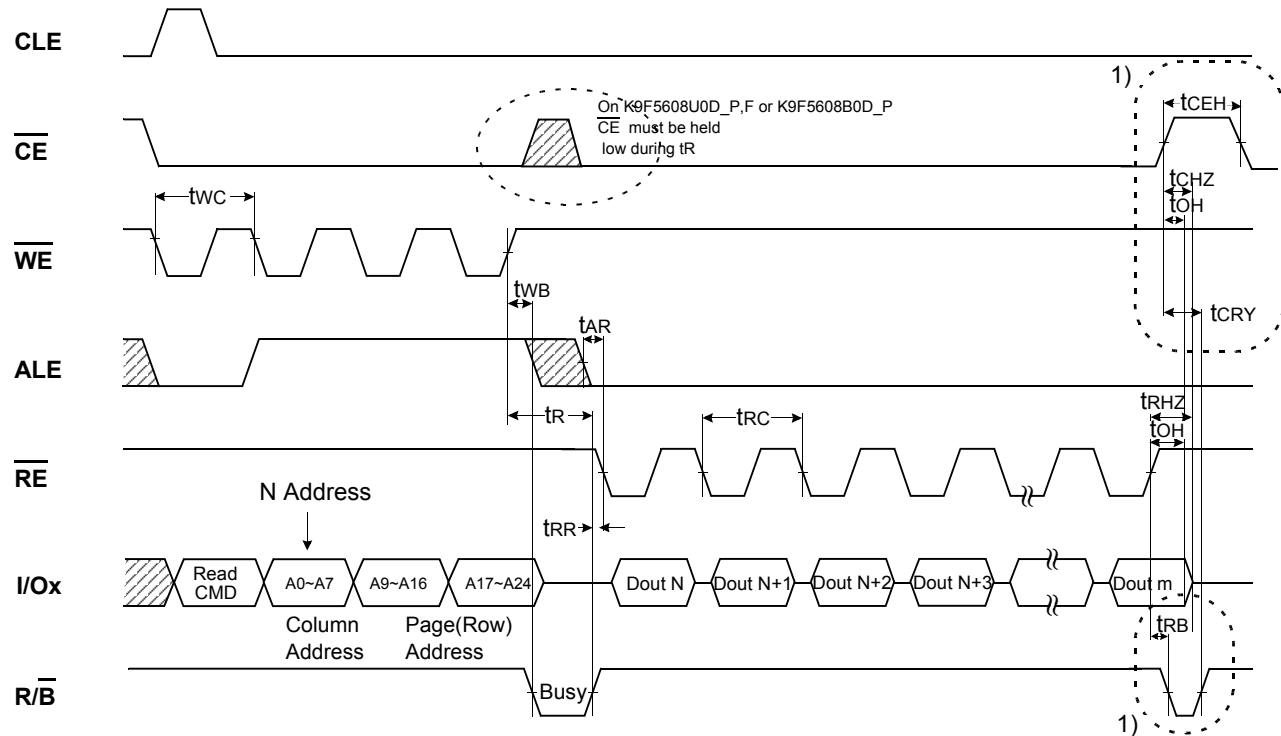 CLE
1)
tCEH
On K9F5608U0D_P,F or K9F5608B0D_P
CE must be held
low during tR
CE
tCHZ
tOH
tWC
WE
tWB
tCRY
tAR
ALE
tR
tRC
tRHZ
tOH
RE
N Address
tRR
I/Ox
Read
CMD
A0~A7
A9~A16
A17~A24
Dout N
Dout N+1
Dout N+2
Dout N+3
Dout m
Column
Address
Page(Row)
Address
tRB
R/B
Busy
1)